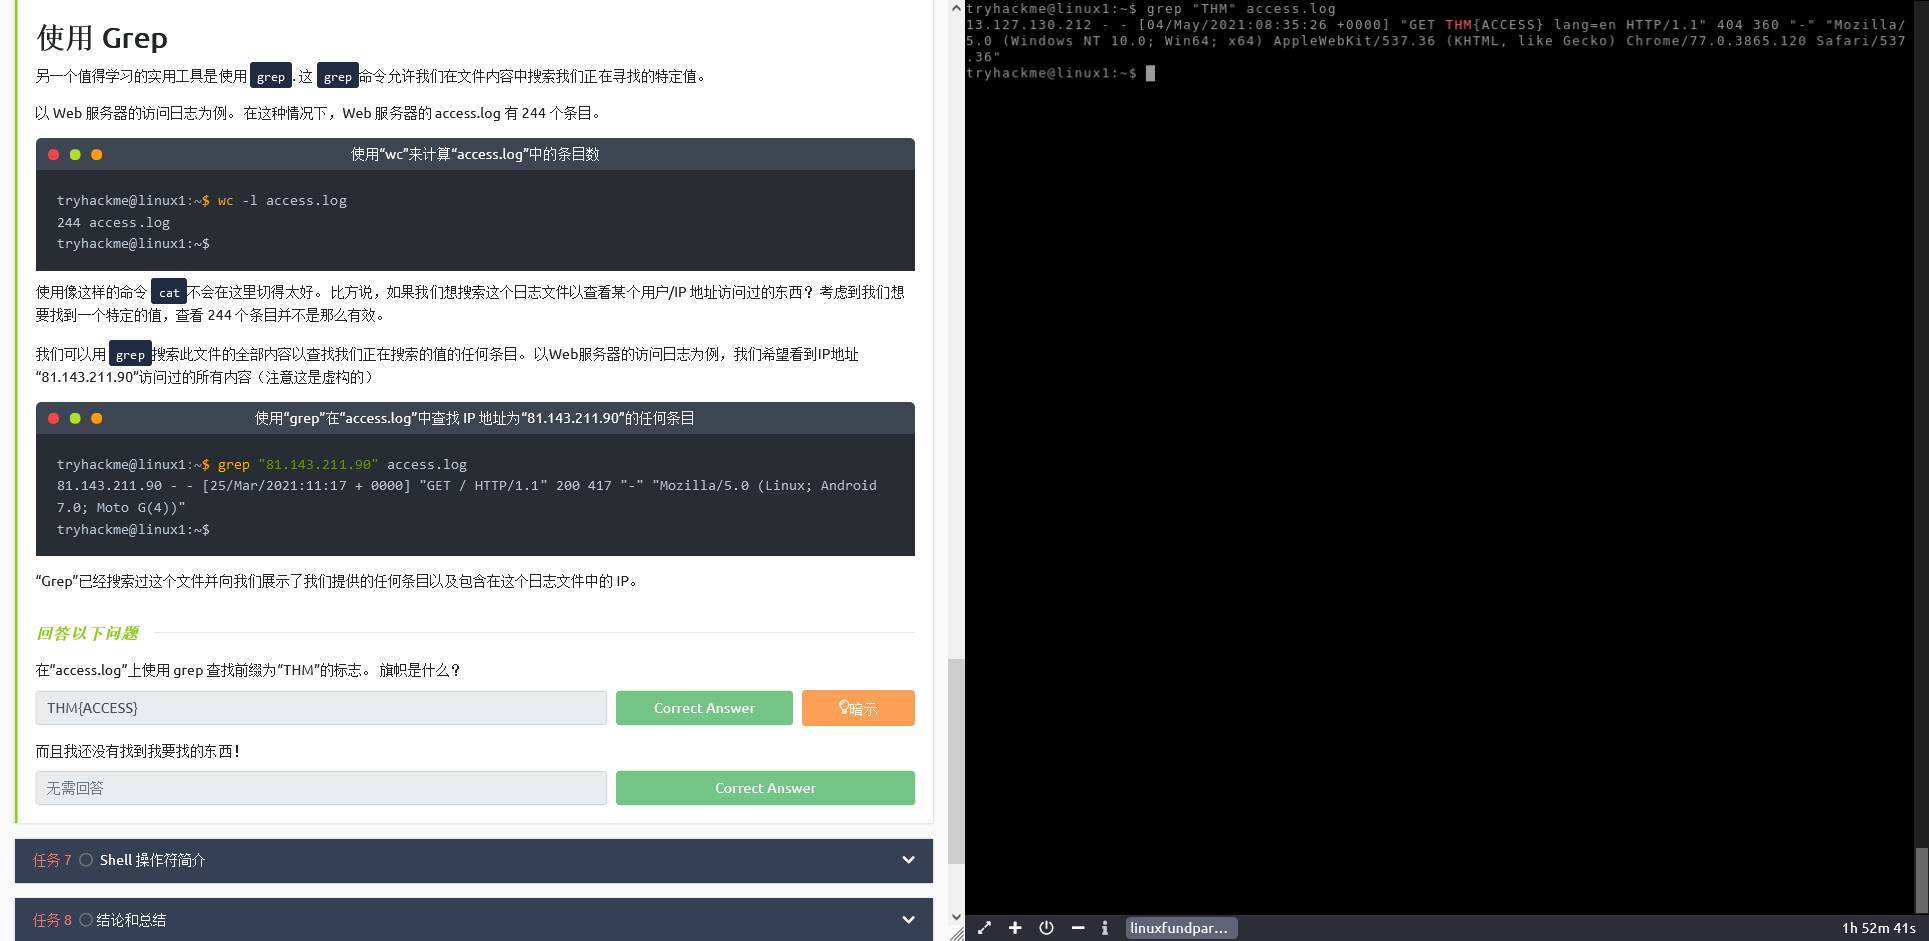 使用 Grep
另一个值得学习的实用工具是使用 grep . 这 grep 命令允许我们在文件内容中搜索我们正在寻找的特定值。
以 Web 服务器的访问日志为例。 在这种情况下，Web 服务器的 access.log 有 244 个条目。
使用“wc”来计算“access.log”中的条目数
tryhackme@linux1:~$ wc -l access.log
244 access.log
tryhackme@linux1:~$
使用像这样的命令 cat 不会在这里切得太好。 比方说，如果我们想搜索这个日志文件以查看某个用户/IP 地址访问过的东西？ 考虑到我们想
要找到一个特定的值，查看 244 个条目并不是那么有效。
我们可以用 grep 搜索此文件的全部内容以查找我们正在搜索的值的任何条目。 以Web服务器的访问日志为例，我们希望看到IP地址
“81.143.211.90”访问过的所有内容（注意这是虚构的）
使用“grep”在“access.log”中查找 IP 地址为“81.143.211.90”的任何条目
tryhackme@linux1:~$ grep "81.143.211.90" access.log
81.143.211.90 - - [25/Mar/2021:11:17 + 0000] "GET / HTTP/1.1" 200 417 "-" "Mozilla/5.0 (Linux; Android
7.0; Moto G(4))"
tryhackme@linux1:~$
“Grep”已经搜索过这个文件并向我们展示了我们提供的任何条目以及包含在这个日志文件中的 IP。
回答以下问题
在“access.log”上使用 grep 查找前缀为“THM”的标志。 旗帜是什么？
THM{ACCESS}
Correct Answer
暗示
而且我还没有找到我要找的东西！
无需回答
Correct Answer
任务 7 Shell 操作符简介
任务 8 结论和总结
tryhackme@linux1:~$ grep "THM" access.log
13.127.130.212 - - [04/May/2021:08:35:26 +0000] "GET THM{ACCESS} lang=en HTTP/1.1" 404 360 "-" "Mozilla/
5.0 (Windows NT 10.0; Win64; x64) AppleWebKit/537.36 (KHTML, like Gecko) Chrome/77.0.3865.120 Safari/537
.36"
tryhackme@linux1:~$
linuxfundpar...
1h 52m 41s